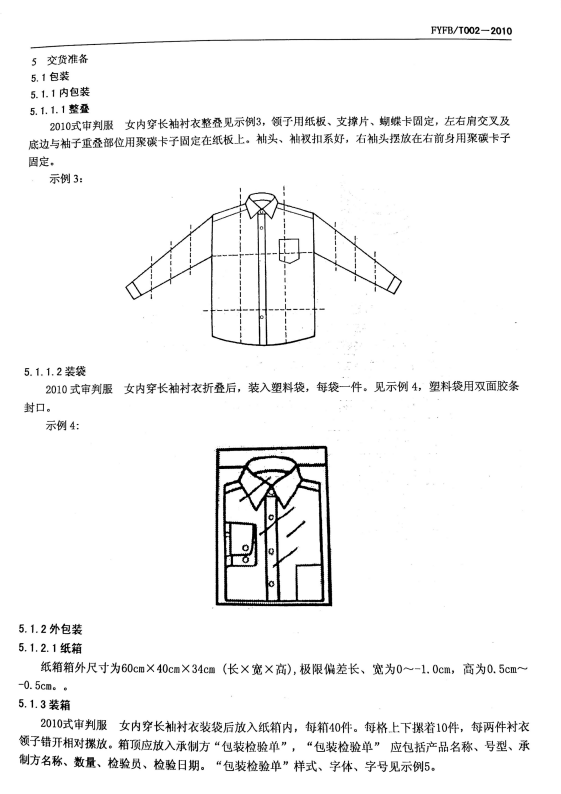 FYFB/T002—2010
5 交货准备
5.1 包装
5.1.1 内包装
5.1.1.1 整叠
2010式审判服 女内穿长袖衬衣整叠见示例3，领子用纸板、支撑片、蝴蝶卡固定，左右肩交叉及
底边与袖子重叠部位用聚碳卡子固定在纸板上。袖头、袖衩扣系好，右袖头摆放在右前身用聚碳卡子
固定。
示例 3：
5.1.1.2 装袋
2010 式审判服 女内穿长袖衬衣折叠后，装入塑料袋，每袋一件。见示例 4，塑料袋用双面胶条
封口。
示例 4：
5.1.2 外包装
5.1.2.1 纸箱
纸箱箱外尺寸为60cm×40cm×34cm (长×宽×高),极限偏差长、宽为0～-1.0cm，高为0.5cm～
-0.5cm。。
5.1.3 装箱
2010式审判服 女内穿长袖衬衣装袋后放入纸箱内，每箱40件。每格上下摞着10件，每两件衬衣
领子错开相对摞放。箱顶应放入承制方“包装检验单”，“包装检验单” 应包括产品名称、号型、承
制方名称、数量、检验员、检验日期。“包装检验单”样式、字体、字号见示例5。